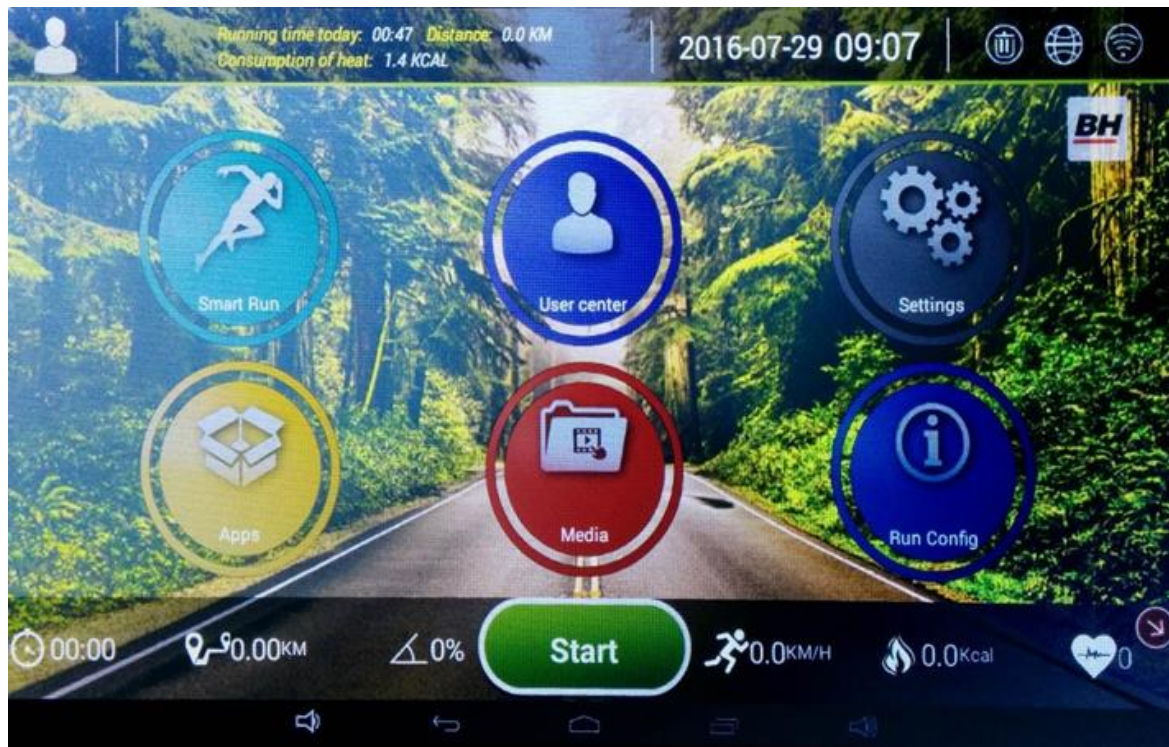 Running time today: 00:47 Distance: 0.0 KM
Consumption of heat: 1.4 KCAL
2016-07-29 09:07
BH
Smart Run
User center
Settings
Apps
Media
Run Config
00:00
0.00KM
0%
Start
0.0KM/H
0.0Kcal
0